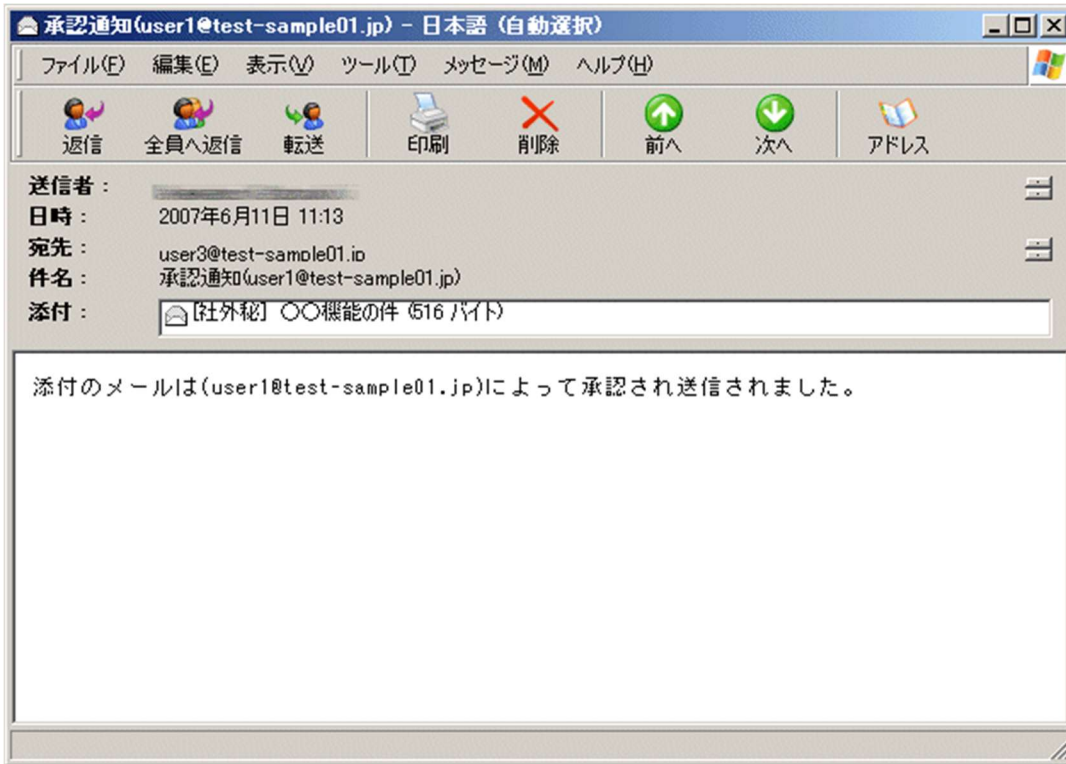 承認通知(user1@test-sample01.jp) - 日本語 (自動選択)
ファイル(F) 編集(E) 表示(V) ツール(T) メッセージ(M) ヘルプ(H)
返信 全員へ返信 転送 印刷 削除 前へ 次へ アドレス
送信者：
日時： 2007年6月11日 11:13
宛先： user3@test-sample01.jp
件名： 承認通知(user1@test-sample01.jp)
添付： [社外秘] 〇〇機能の件 (516 バイト)
添付のメールは(user1@test-sample01.jp)によって承認され送信されました。